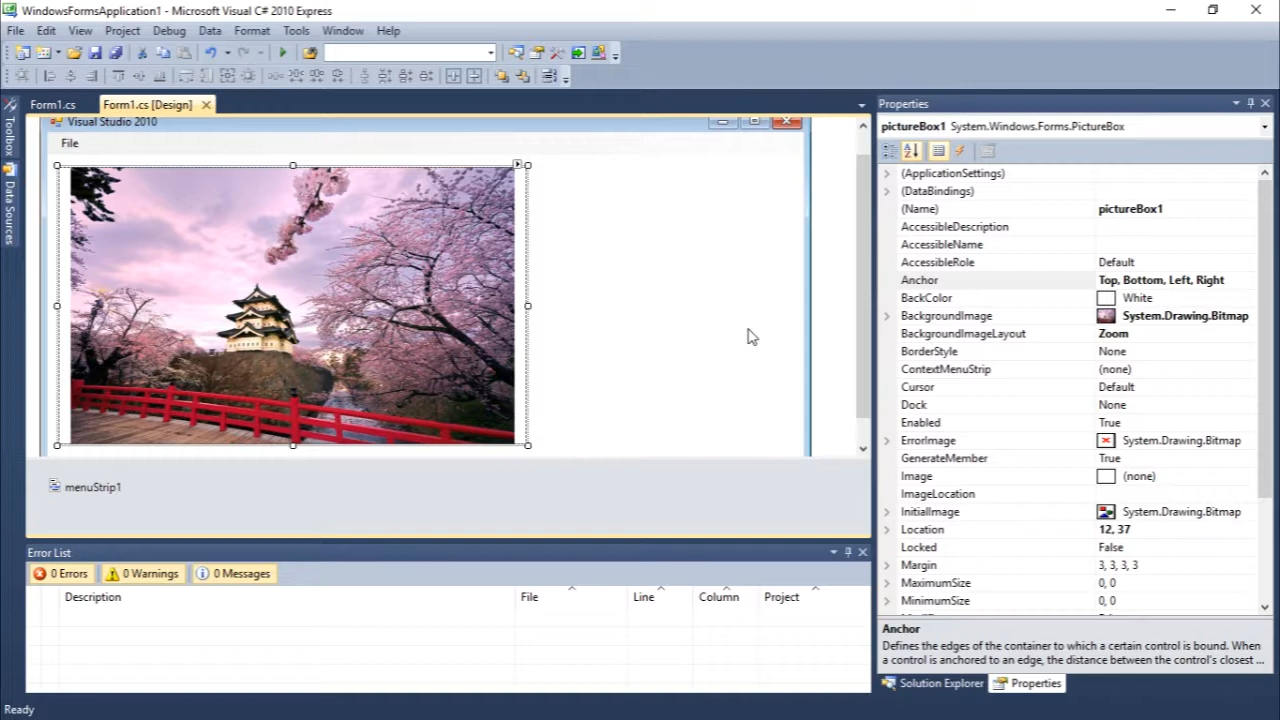 WindowsFormsApplication1 - Microsoft Visual C# 2010 Express
File Edit View Project Debug Data Format Tools Window Help
Toolbox
Data Sources
Form1.cs Form1.cs [Design]
Visual Studio 2010
File
menuStrip1
Error List
0 Errors 0 Warnings 0 Messages
Description File Line Column Project
Properties
pictureBox1 System.Windows.Forms.PictureBox
(ApplicationSettings)
(DataBindings)
(Name) pictureBox1
AccessibleDescription
AccessibleName
AccessibleRole Default
Anchor Top, Bottom, Left, Right
BackColor White
BackgroundImage System.Drawing.Bitmap
BackgroundImageLayout Zoom
BorderStyle None
ContextMenuStrip (none)
Cursor Default
Dock None
Enabled True
ErrorImage System.Drawing.Bitmap
GenerateMember True
Image (none)
ImageLocation
InitialImage System.Drawing.Bitmap
Location 12, 37
Locked False
Margin 3, 3, 3, 3
MaximumSize 0, 0
MinimumSize 0, 0
Anchor
Defines the edges of the container to which a certain control is bound. When
a control is anchored to an edge, the distance between the control's closest ...
Solution Explorer Properties
Ready